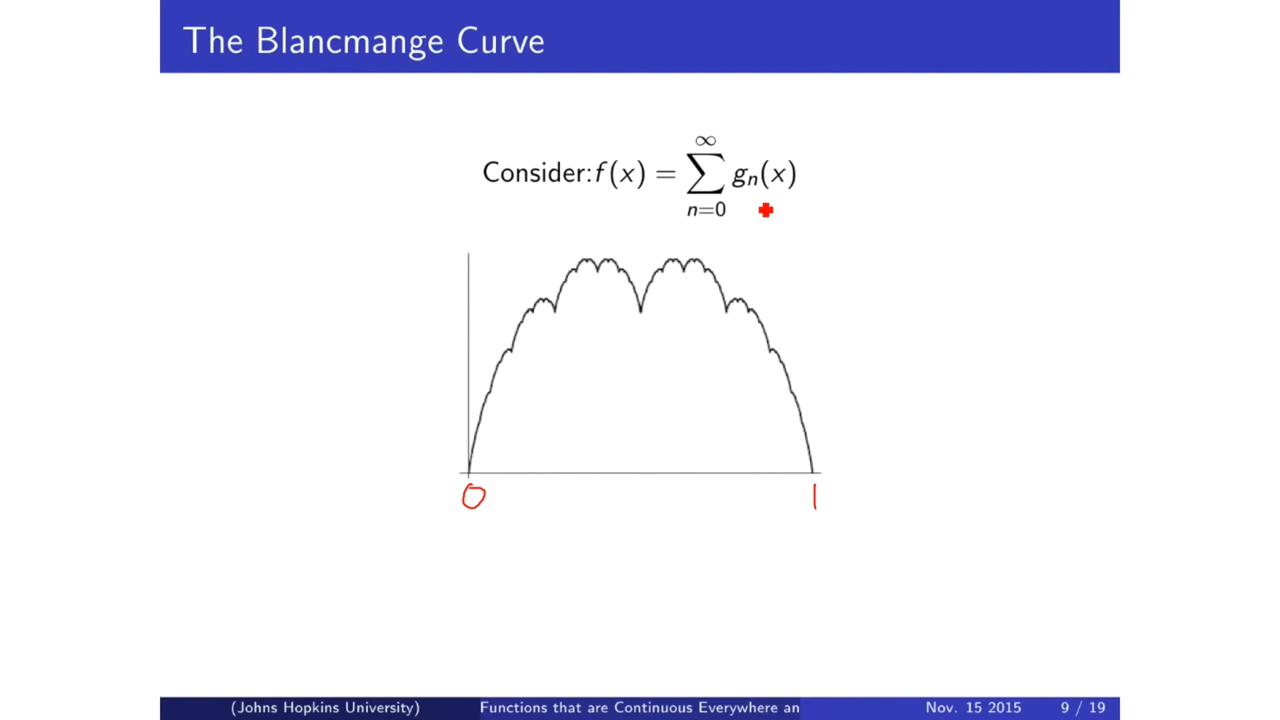 The Blancmange Curve
∞
Consider:f(x) = ∑ gₙ(x)
n=0
0 1
(Johns Hopkins University) Functions that are Continuous Everywhere an Nov. 15 2015 9 / 19